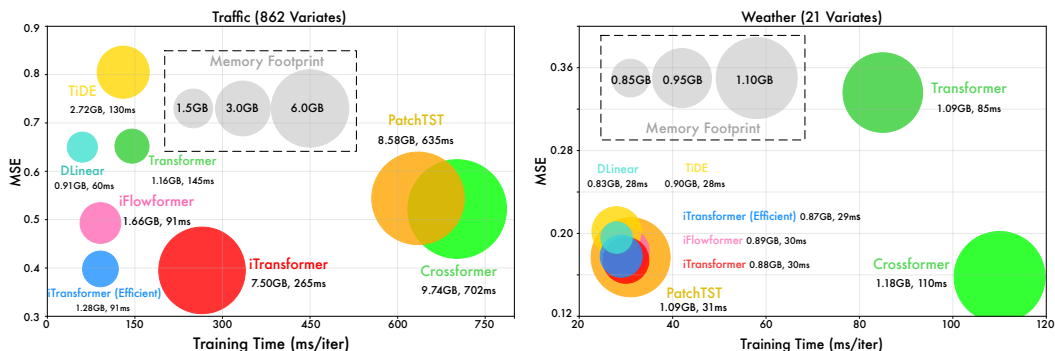 Traffic (862 Variates)
MSE
0.9
0.8
0.7
0.6
0.5
0.4
0.3
Memory Footprint
1.5GB
3.0GB
6.0GB
TiDE
2.72GB, 130ms
PatchTST
8.58GB, 635ms
DLinear
0.91GB, 60ms
Transformer
1.16GB, 145ms
iFlowformer
1.66GB, 91ms
iTransformer
7.50GB, 265ms
Crossformer
9.74GB, 702ms
iTransformer (Efficient)
1.28GB, 91ms
0
150
300
450
600
750
Training Time (ms/iter)
Weather (21 Variates)
MSE
0.36
0.28
0.20
0.12
0.85GB
0.95GB
1.10GB
Memory Footprint
Transformer
1.09GB, 85ms
DLinear
0.83GB, 28ms
TiDE
0.90GB, 28ms
iTransformer (Efficient) 0.87GB, 29ms
iFlowformer 0.89GB, 30ms
iTransformer 0.88GB, 30ms
PatchTST
1.09GB, 31ms
Crossformer
1.18GB, 110ms
20
40
60
80
100
120
Training Time (ms/iter)